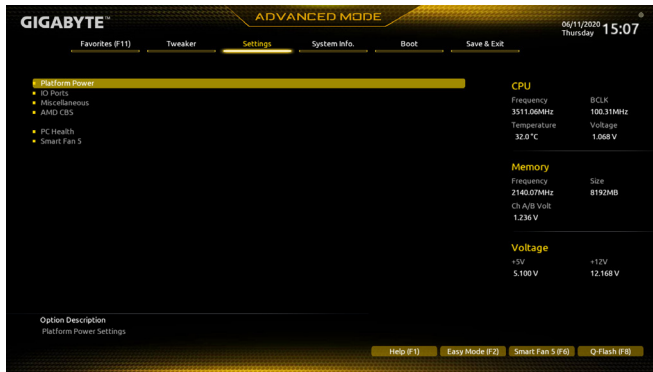 GIGABYTE™
ADVANCED MODE
06/11/2020
Thursday
15:07
Favorites (F11) Tweaker Settings System Info. Boot Save & Exit
Platform Power
IO Ports
Miscellaneous
AMD CBS
PC Health
Smart Fan 5
CPU
Frequency BCLK
3511.06MHz 100.31MHz
Temperature Voltage
32.0 °C 1.068 V
Memory
Frequency Size
2140.07MHz 8192MB
Ch A/B Volt
1.236 V
Voltage
+5V +12V
5.100 V 12.168 V
Option Description
Platform Power Settings
Help (F1) Easy Mode (F2) Smart Fan 5 (F6) Q-Flash (F8)